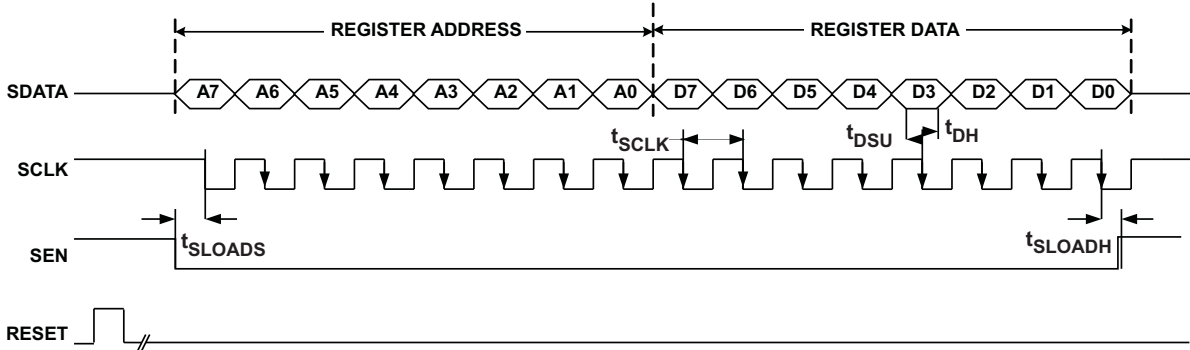 REGISTER ADDRESS REGISTER DATA
SDATA A7 A6 A5 A4 A3 A2 A1 A0 D7 D6 D5 D4 D3 D2 D1 D0
tSCLK tDSU tDH
SCLK
tSLOADS tSLOADH
SEN
RESET